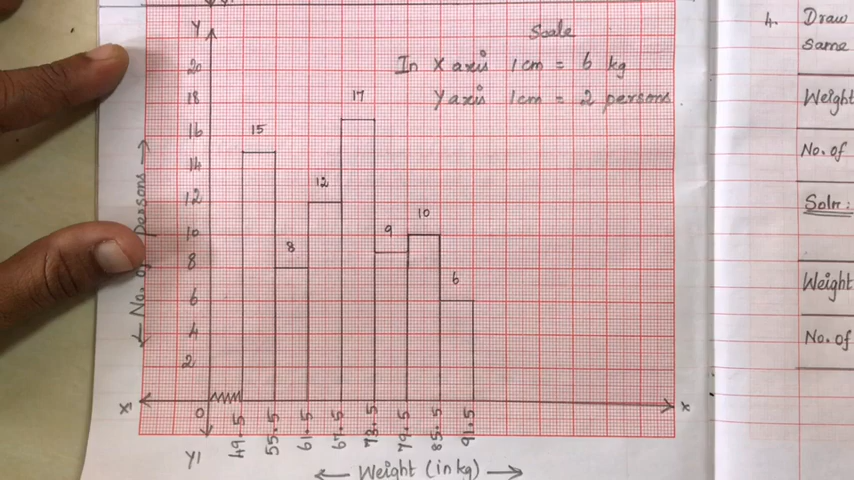 Scale
In X axis 1cm = 6 kg
Y axis 1cm = 2 persons
Y
20
18
16
14
12
10
8
6
4
2
0
15
8
12
17
9
10
6
No. of Persons
X
49.5
55.5
61.5
67.5
73.5
79.5
85.5
91.5
Y1
Weight (in kg)
4. Draw
same
Weight
No. of
Soln:
Weight
No. of